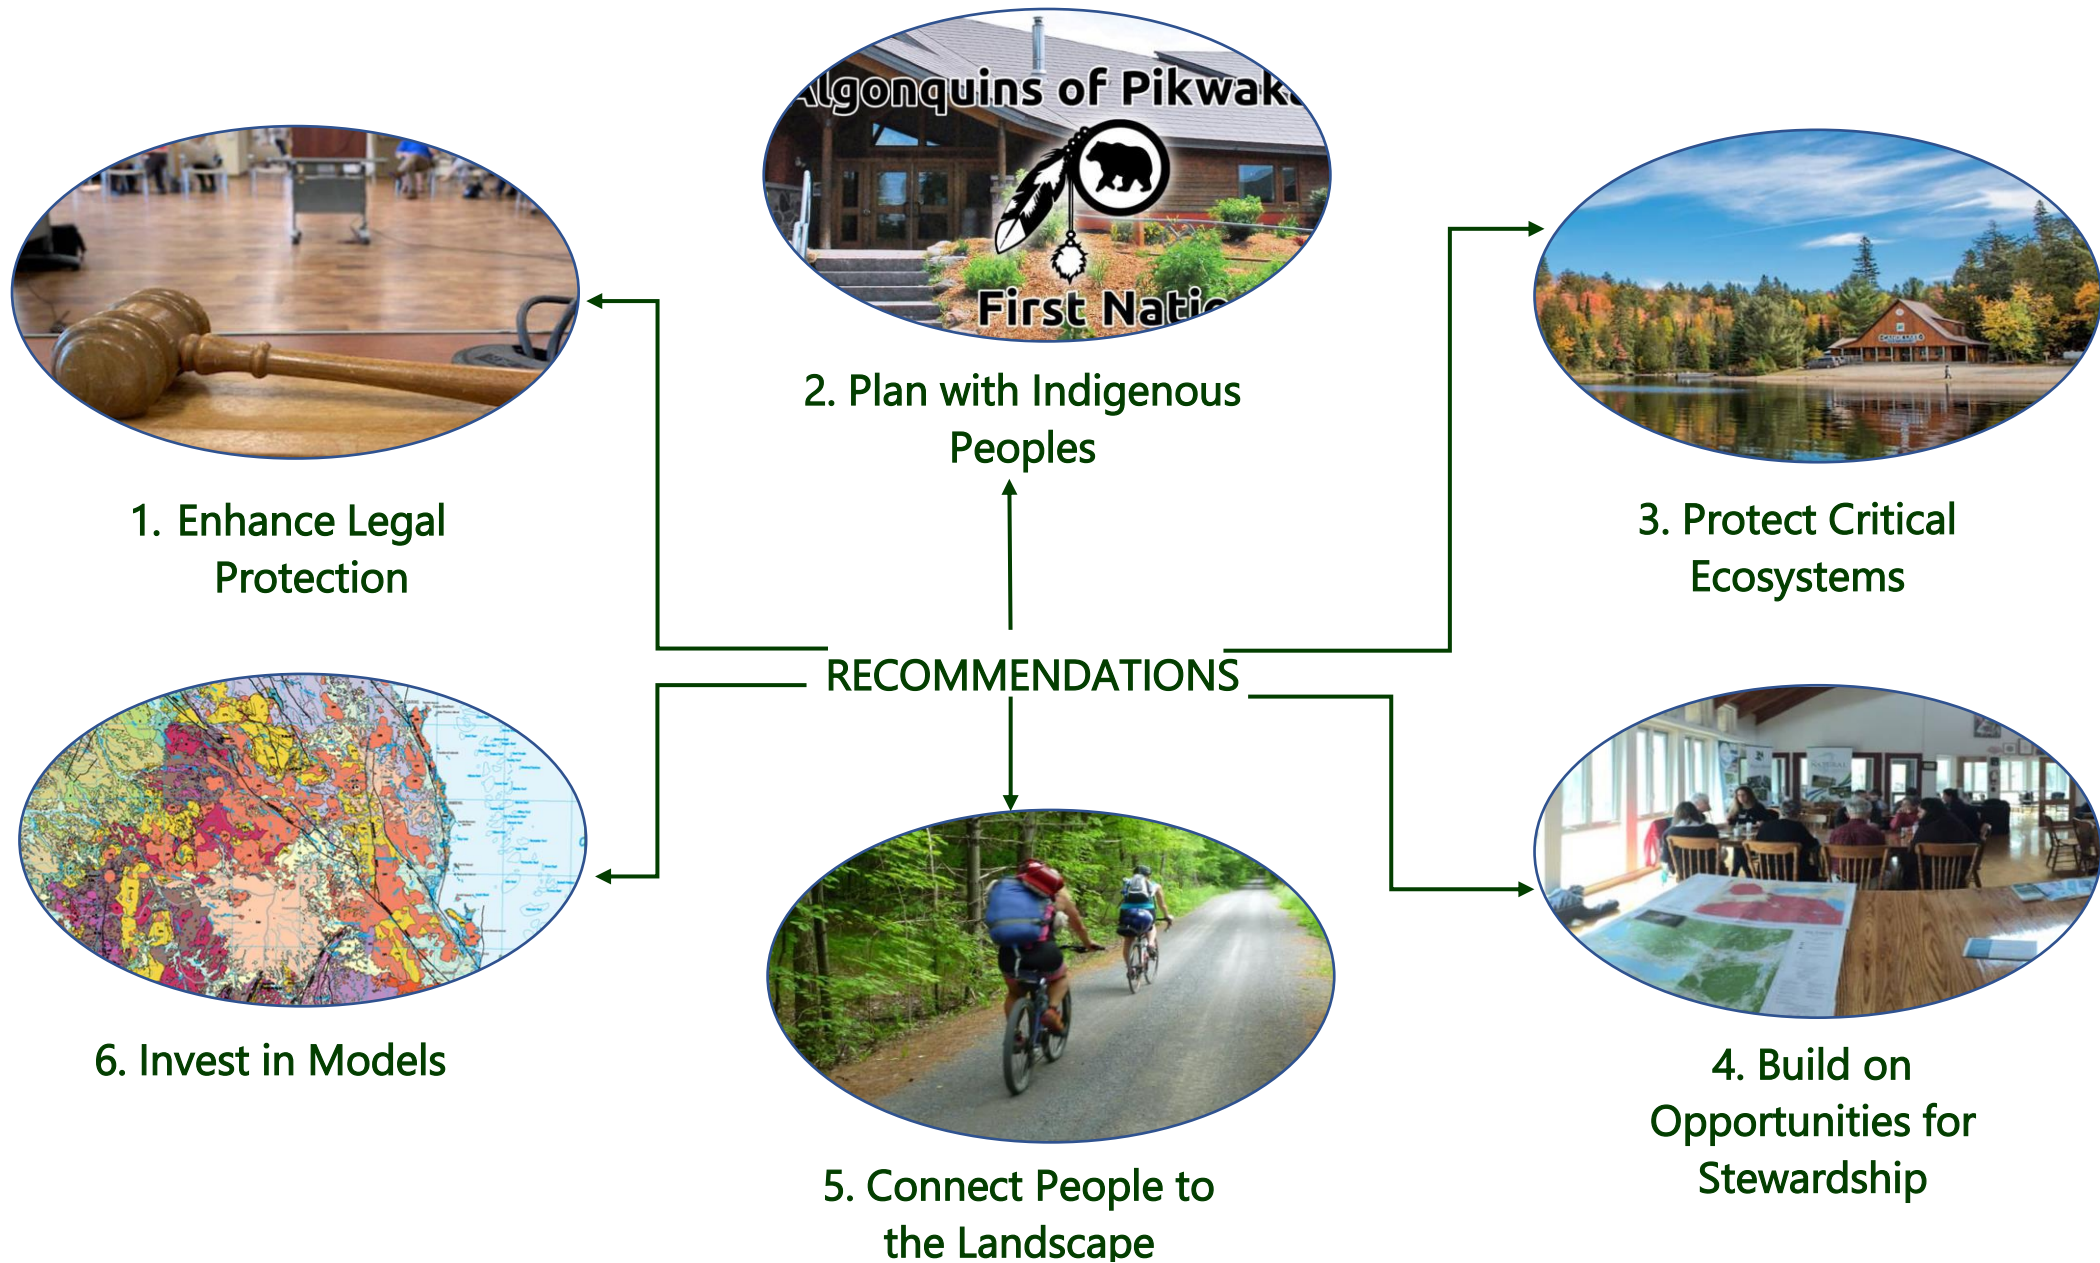 Algonquins of Pikwaka
First Natio
1. Enhance Legal
Protection
2. Plan with Indigenous
Peoples
3. Protect Critical
Ecosystems
RECOMMENDATIONS
4. Build on
Opportunities for
Stewardship
5. Connect People to
the Landscape
6. Invest in Models